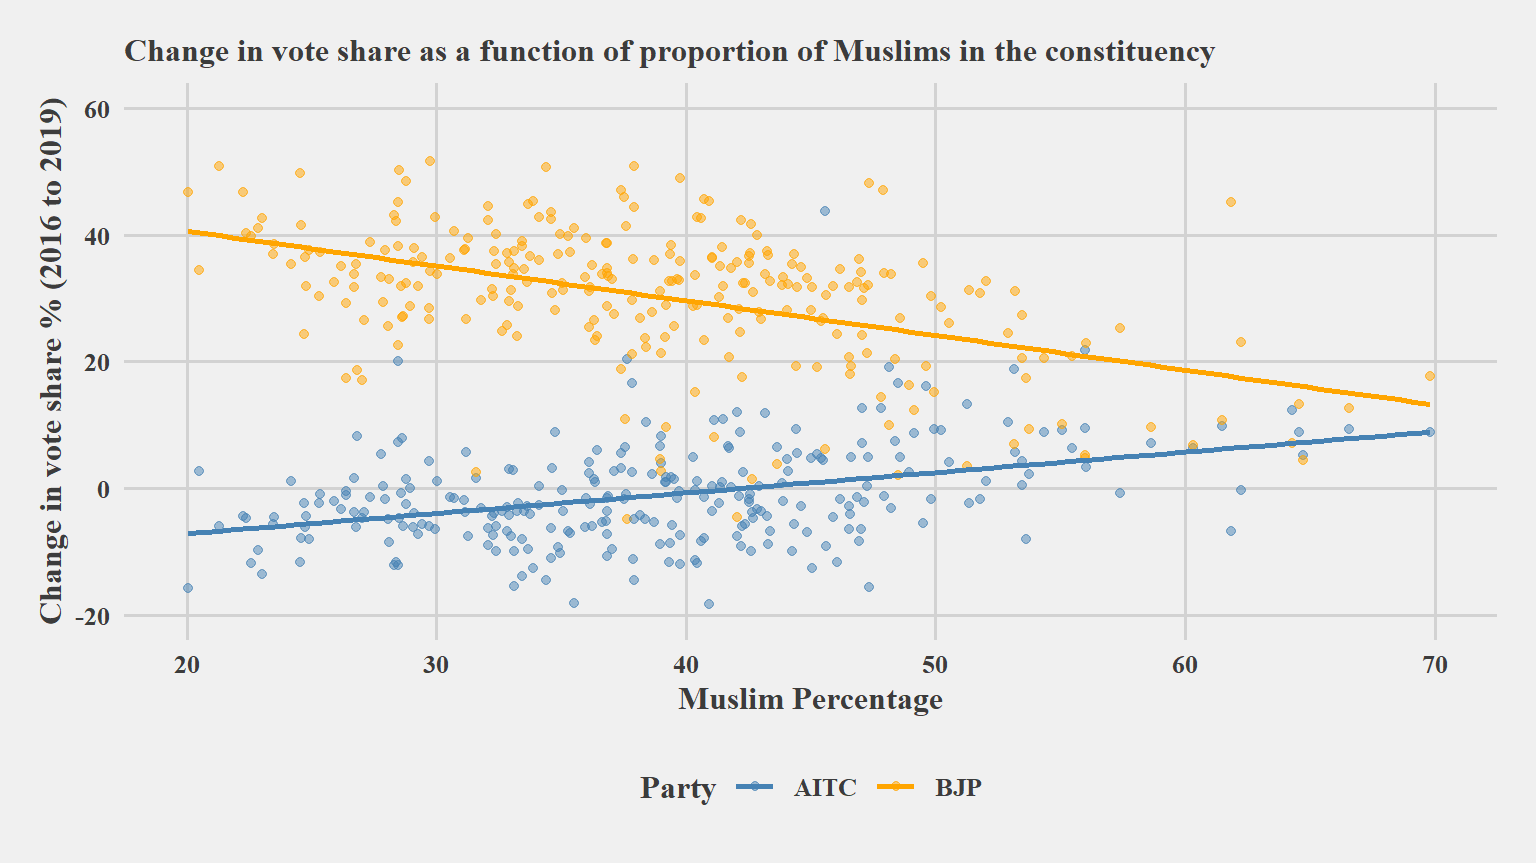 Change in vote share as a function of proportion of Muslims in the constituency
Change in vote share % (2016 to 2019)
60
40
20
0
-20
20 30 40 50 60 70
Muslim Percentage
Party AITC BJP